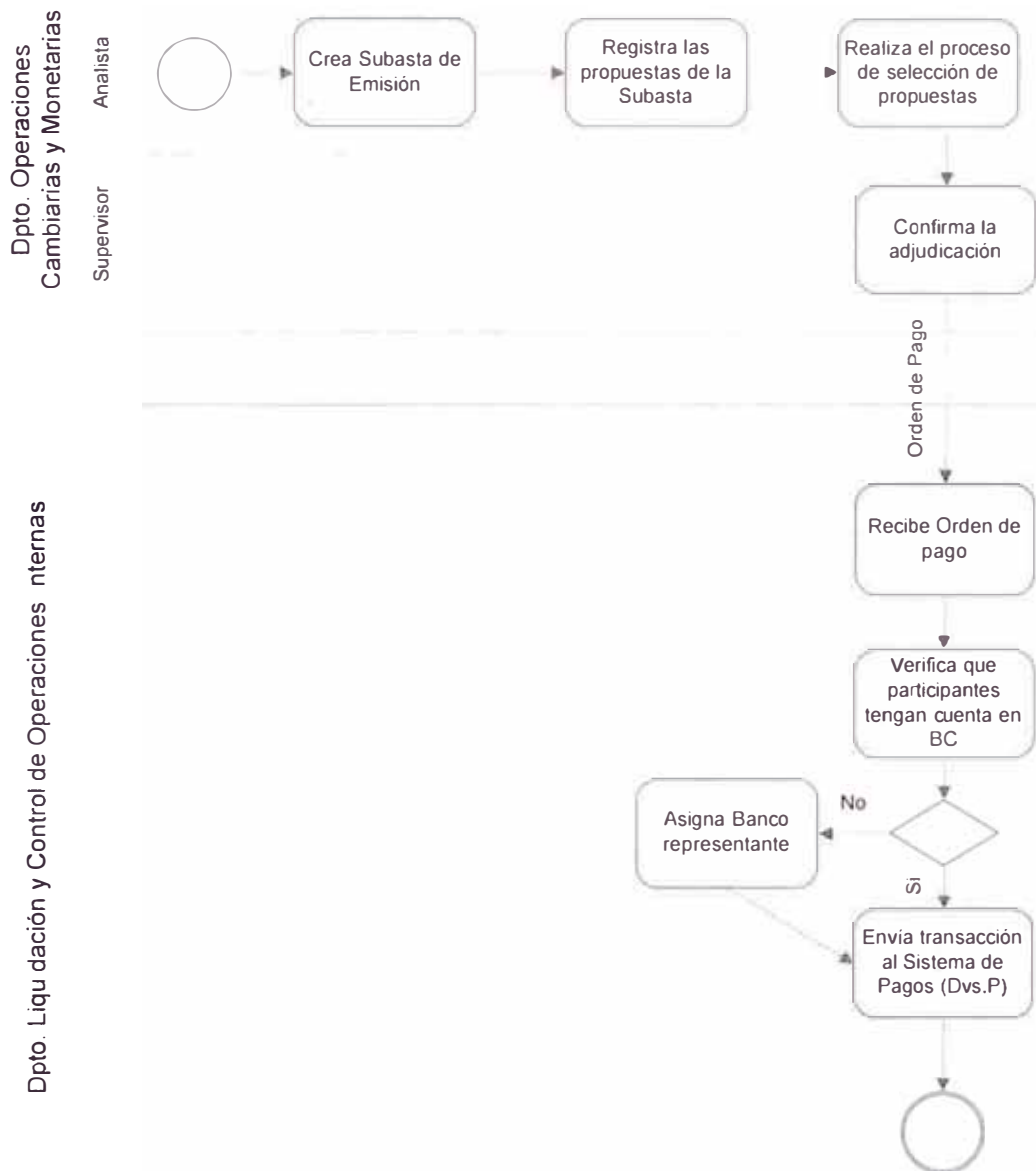 Dpto. Operaciones
Cambiarias y Monetarias
Analista
Crea Subasta de
Emisión
Registra las
propuestas de la
Subasta
Realiza el proceso
de selección de
propuestas
Supervisor
Confirma la
adjudicación
Orden de Pago
Dpto. Liqu dación y Control de Operaciones nternas
Recibe Orden de
pago
Verifica que
participantes
tengan cuenta en
BC
No
Asigna Banco
representante
Si
Envía transacción
al Sistema de
Pagos (Dvs.P)